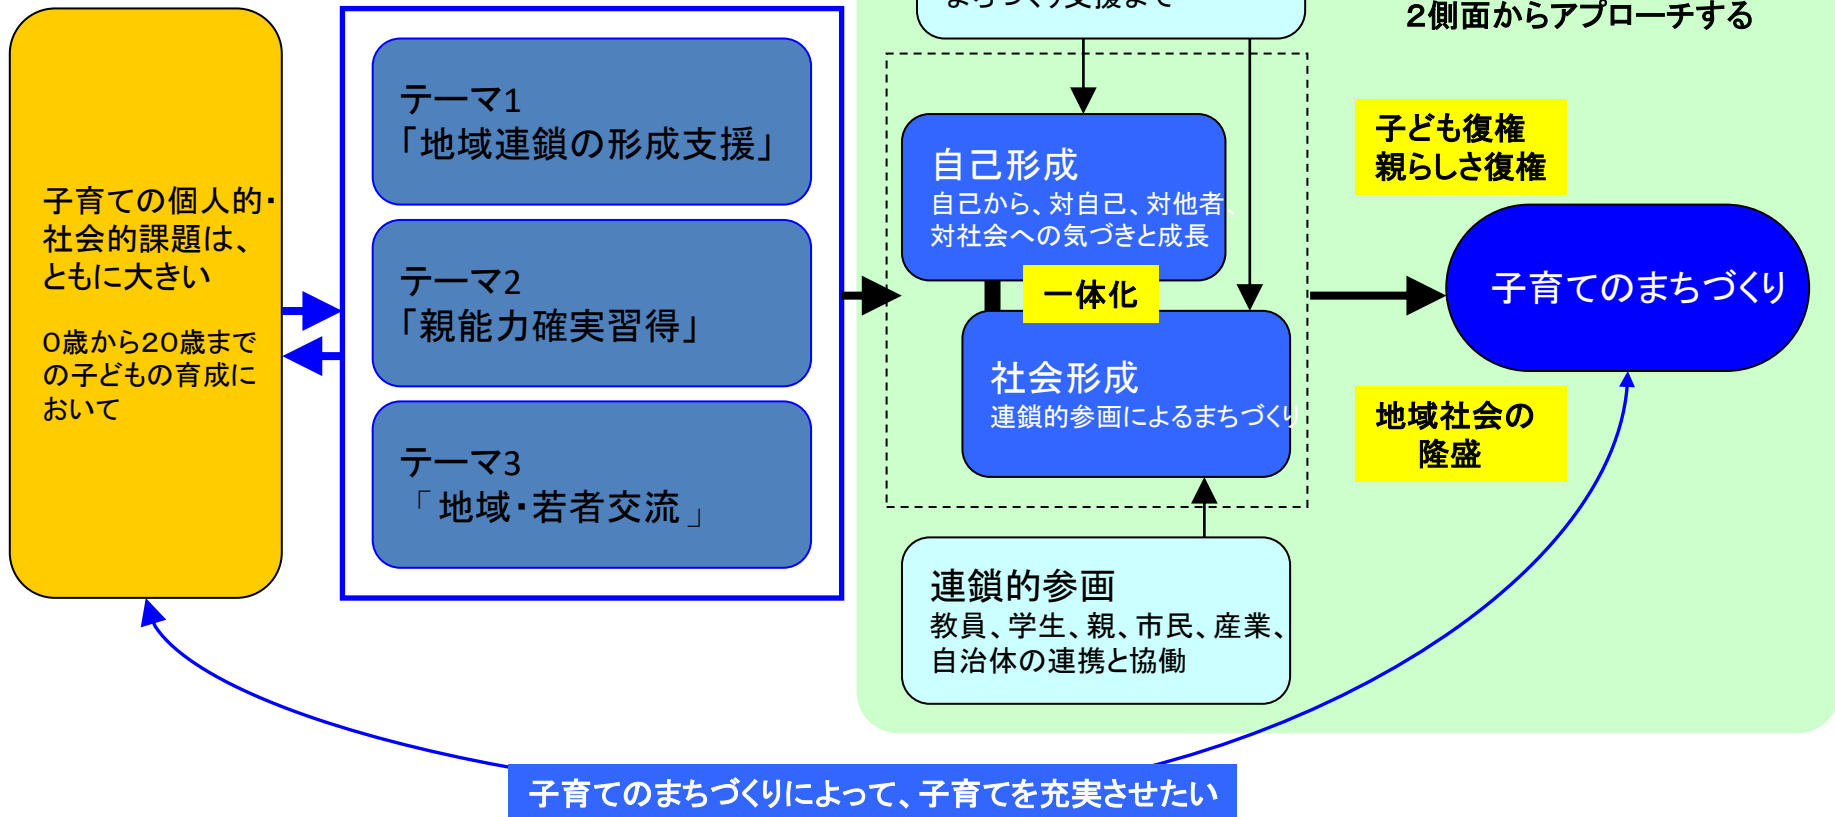 まちづくり支援まで
2側面からアプローチする
子育ての個人的・
社会的課題は、
ともに大きい
0歳から20歳まで
の子どもの育成に
おいて
テーマ1
「地域連鎖の形成支援」
テーマ2
「親能力確実習得」
テーマ3
「地域・若者交流」
自己形成
自己から、対自己、対他者、
対社会への気づきと成長
一体化
社会形成
連鎖的参画によるまちづくり
連鎖的参画
教員、学生、親、市民、産業、
自治体の連携と協働
子ども復権
親らしさ復権
子育てのまちづくり
地域社会の
隆盛
子育てのまちづくりによって、子育てを充実させたい